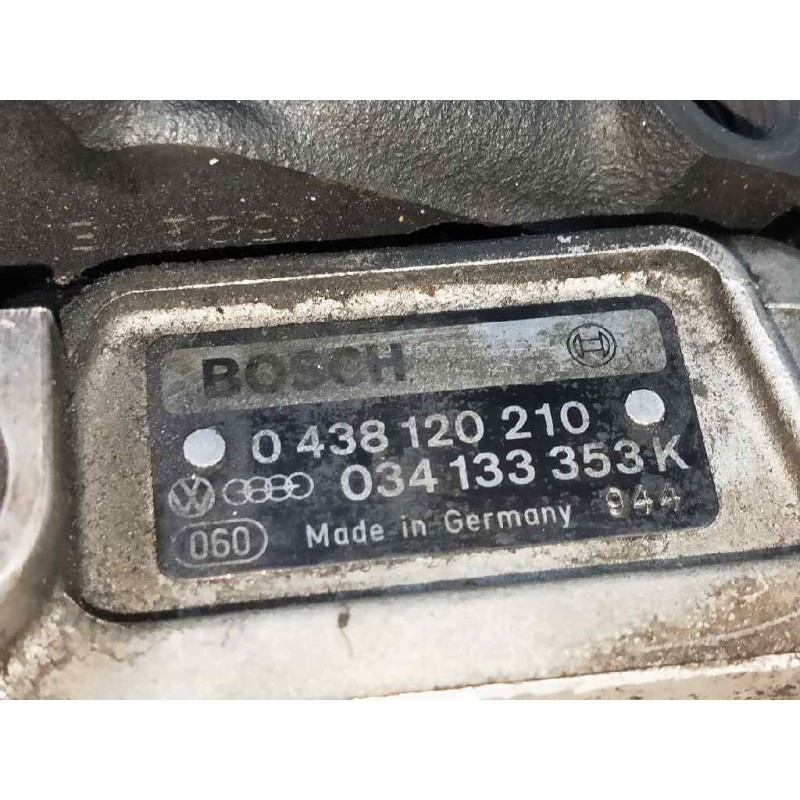 BOSCH
0 438 120 210
034 133 353 K
060 Made in Germany 944